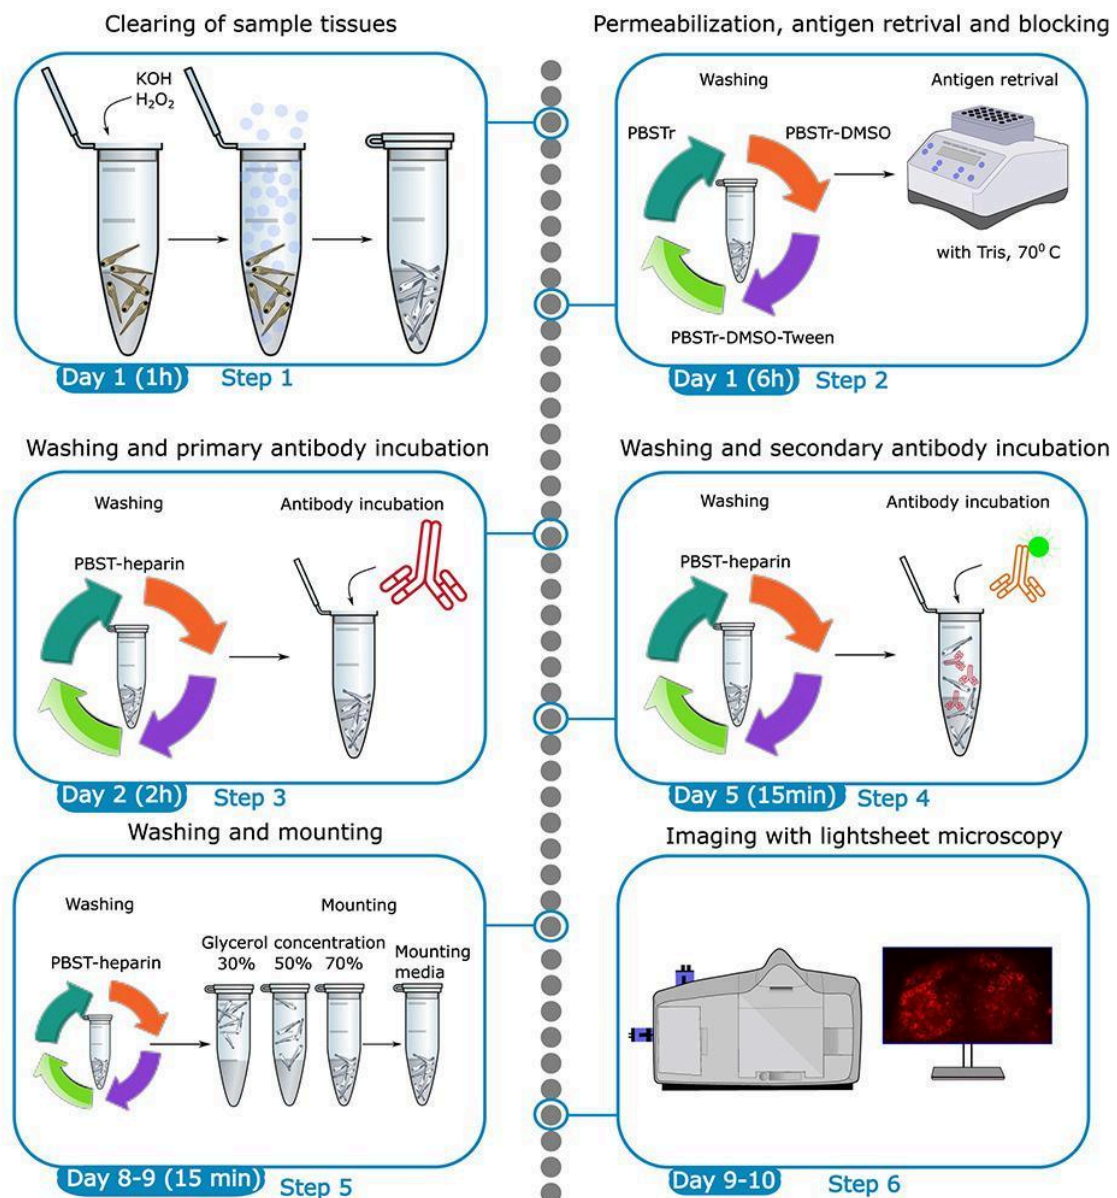 Clearing of sample tissues
KOH
H₂O₂
Day 1 (1h) Step 1
Permeabilization, antigen retrival and blocking
Washing
Antigen retrival
PBSTr
PBSTr-DMSO
with Tris, 70⁰ C
PBSTr-DMSO-Tween
Day 1 (6h) Step 2
Washing and primary antibody incubation
Washing
Antibody incubation
PBST-heparin
Day 2 (2h) Step 3
Washing and secondary antibody incubation
Washing
Antibody incubation
PBST-heparin
Day 5 (15min) Step 4
Washing and mounting
Washing
Mounting
Glycerol concentration
30% 50% 70%
PBST-heparin
Mounting
media
Day 8-9 (15 min) Step 5
Imaging with lightsheet microscopy
Day 9-10 Step 6